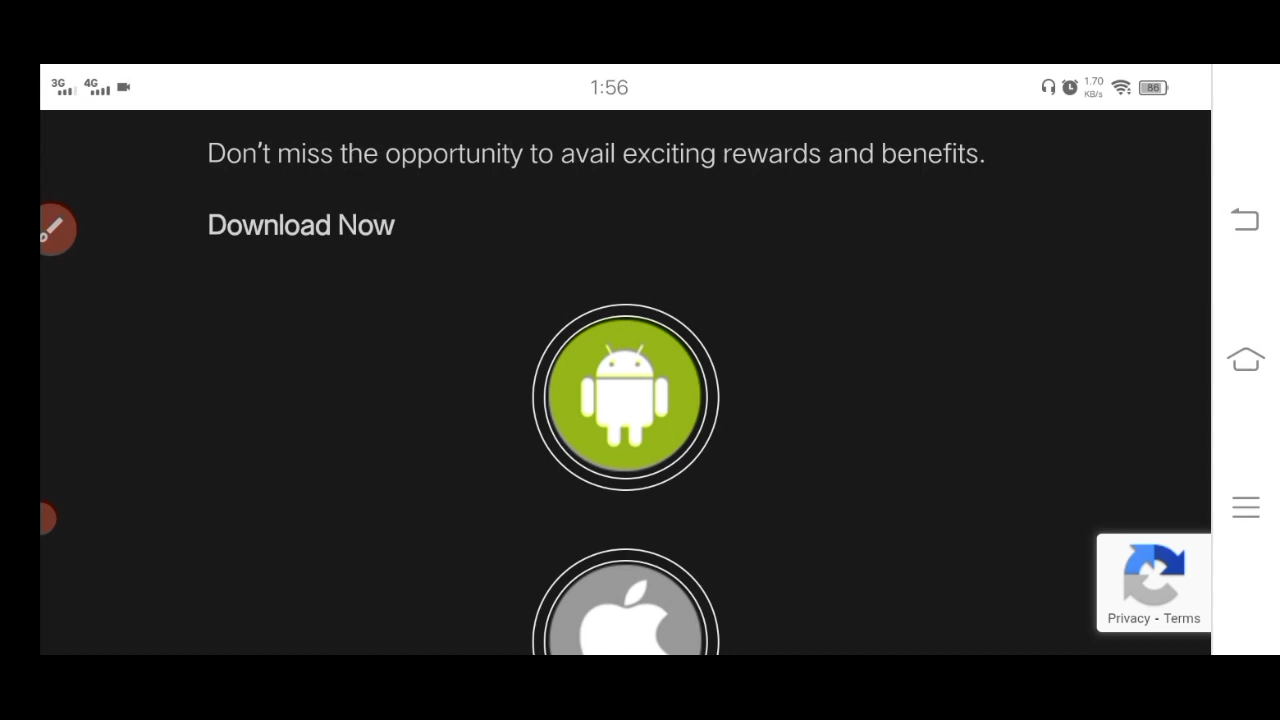 3G 4G 1:56 1.70 KB/s 86
Don’t miss the opportunity to avail exciting rewards and benefits.
Download Now
Privacy - Terms